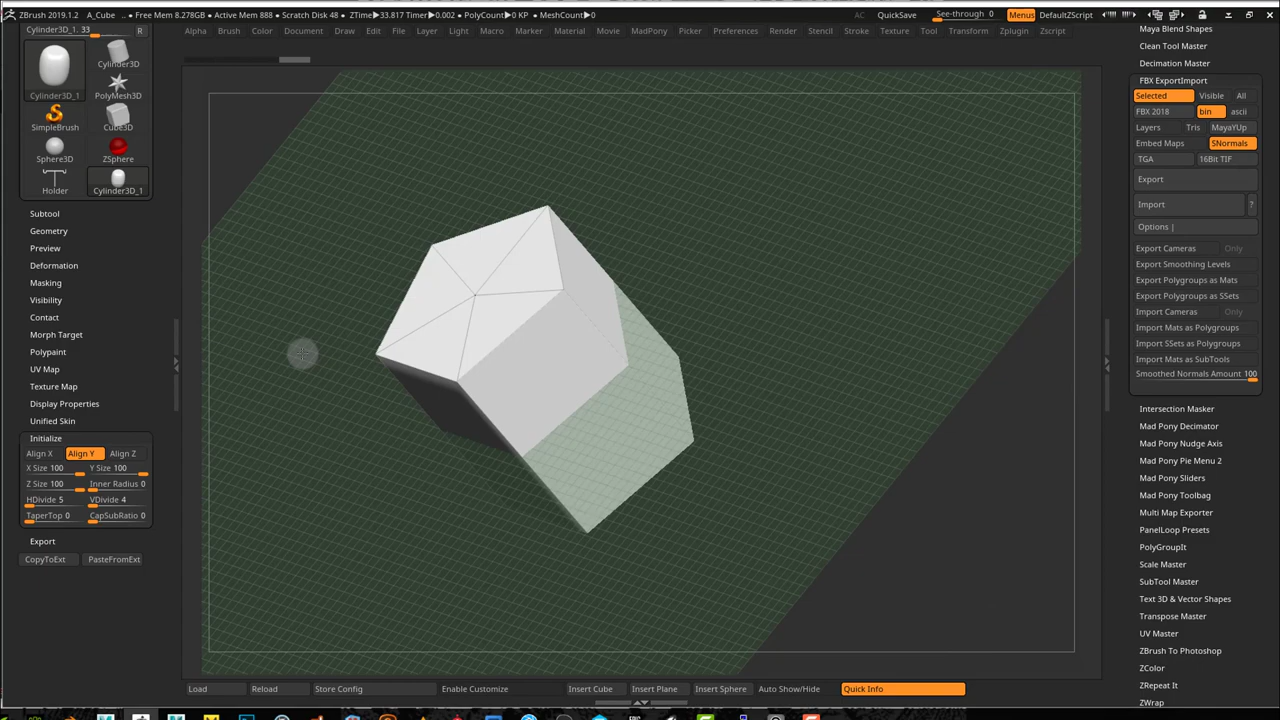 ZBrush 2019.1.2 A_Cube .. • Free Mem 8.278GB • Active Mem 888 • Scratch Disk 48 • ZTime▶33.817 Timer▶0.002 • PolyCount▶0 KP • MeshCount▶0 AC QuickSave See-through 0 Menus DefaultZScript
Alpha Brush Color Document Draw Edit File Layer Light Macro Marker Material Movie MadPony Picker Preferences Render Stencil Stroke Texture Tool Transform Zplugin Zscript
Cylinder3D_1. 33 R
Cylinder3D_1
Cylinder3D
PolyMesh3D
SimpleBrush
Cube3D
Sphere3D
ZSphere
Holder
Cylinder3D_1
Subtool
Geometry
Preview
Deformation
Masking
Visibility
Contact
Morph Target
Polypaint
UV Map
Texture Map
Display Properties
Unified Skin
Initialize
Align X Align Y Align Z
X Size 100 Y Size 100
Z Size 100 Inner Radius 0
HDivide 5 VDivide 4
TaperTop 0 CapSubRatio 0
Export
CopyToExt PasteFromExt
Maya Blend Shapes
Clean Tool Master
Decimation Master
FBX ExportImport
Selected Visible All
FBX 2018 bin ascii
Layers Tris MayaYUp
Embed Maps SNormals
TGA 16Bit TIF
Export
Import ?
Options |
Export Cameras Only
Export Smoothing Levels
Export Polygroups as Mats
Export Polygroups as SSets
Import Cameras Only
Import Mats as Polygroups
Import SSets as Polygroups
Import Mats as SubTools
Smoothed Normals Amount 100
Intersection Masker
Mad Pony Decimator
Mad Pony Nudge Axis
Mad Pony Pie Menu 2
Mad Pony Sliders
Mad Pony Toolbag
Multi Map Exporter
PanelLoop Presets
PolyGroupIt
Scale Master
SubTool Master
Text 3D & Vector Shapes
Transpose Master
UV Master
ZBrush To Photoshop
ZColor
ZRepeat It
ZWrap
Load Reload Store Config Enable Customize Insert Cube Insert Plane Insert Sphere Auto Show/Hide Quick Info